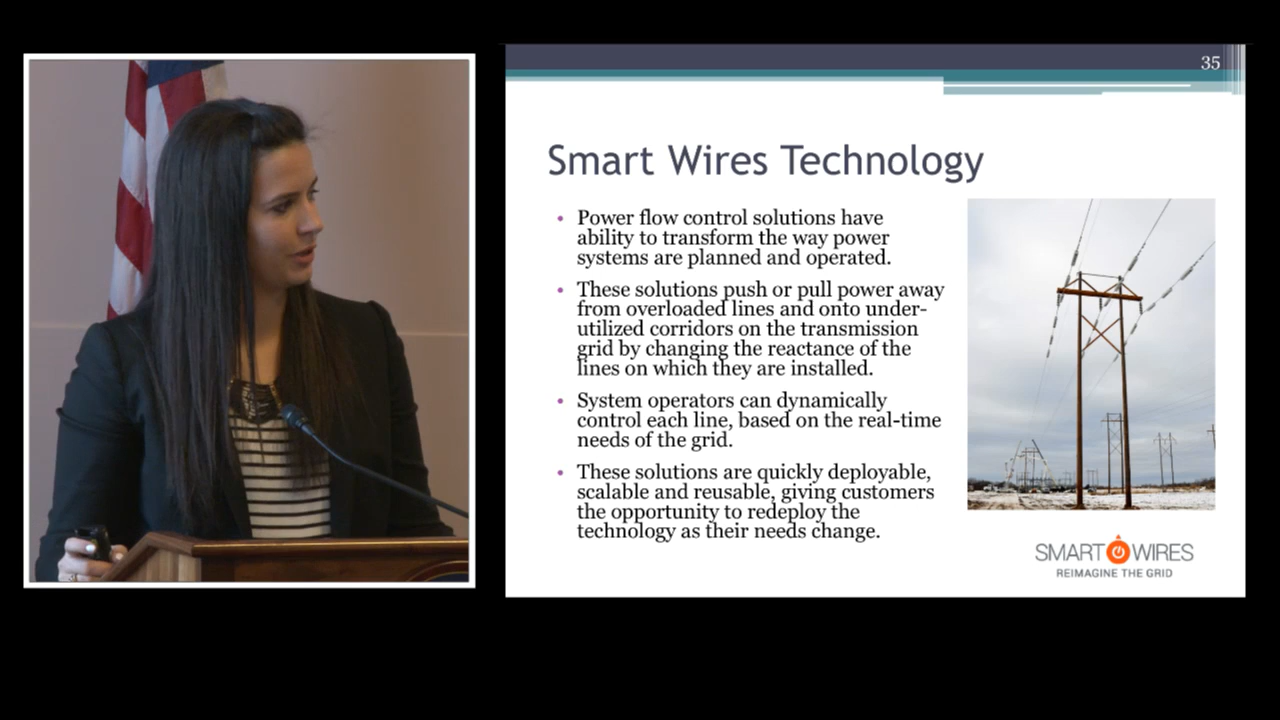 35
Smart Wires Technology
• Power flow control solutions have
ability to transform the way power
systems are planned and operated.
• These solutions push or pull power away
from overloaded lines and onto under-
utilized corridors on the transmission
grid by changing the reactance of the
lines on which they are installed.
• System operators can dynamically
control each line, based on the real-time
needs of the grid.
• These solutions are quickly deployable,
scalable and reusable, giving customers
the opportunity to redeploy the
technology as their needs change.
SMART WIRES
REIMAGINE THE GRID